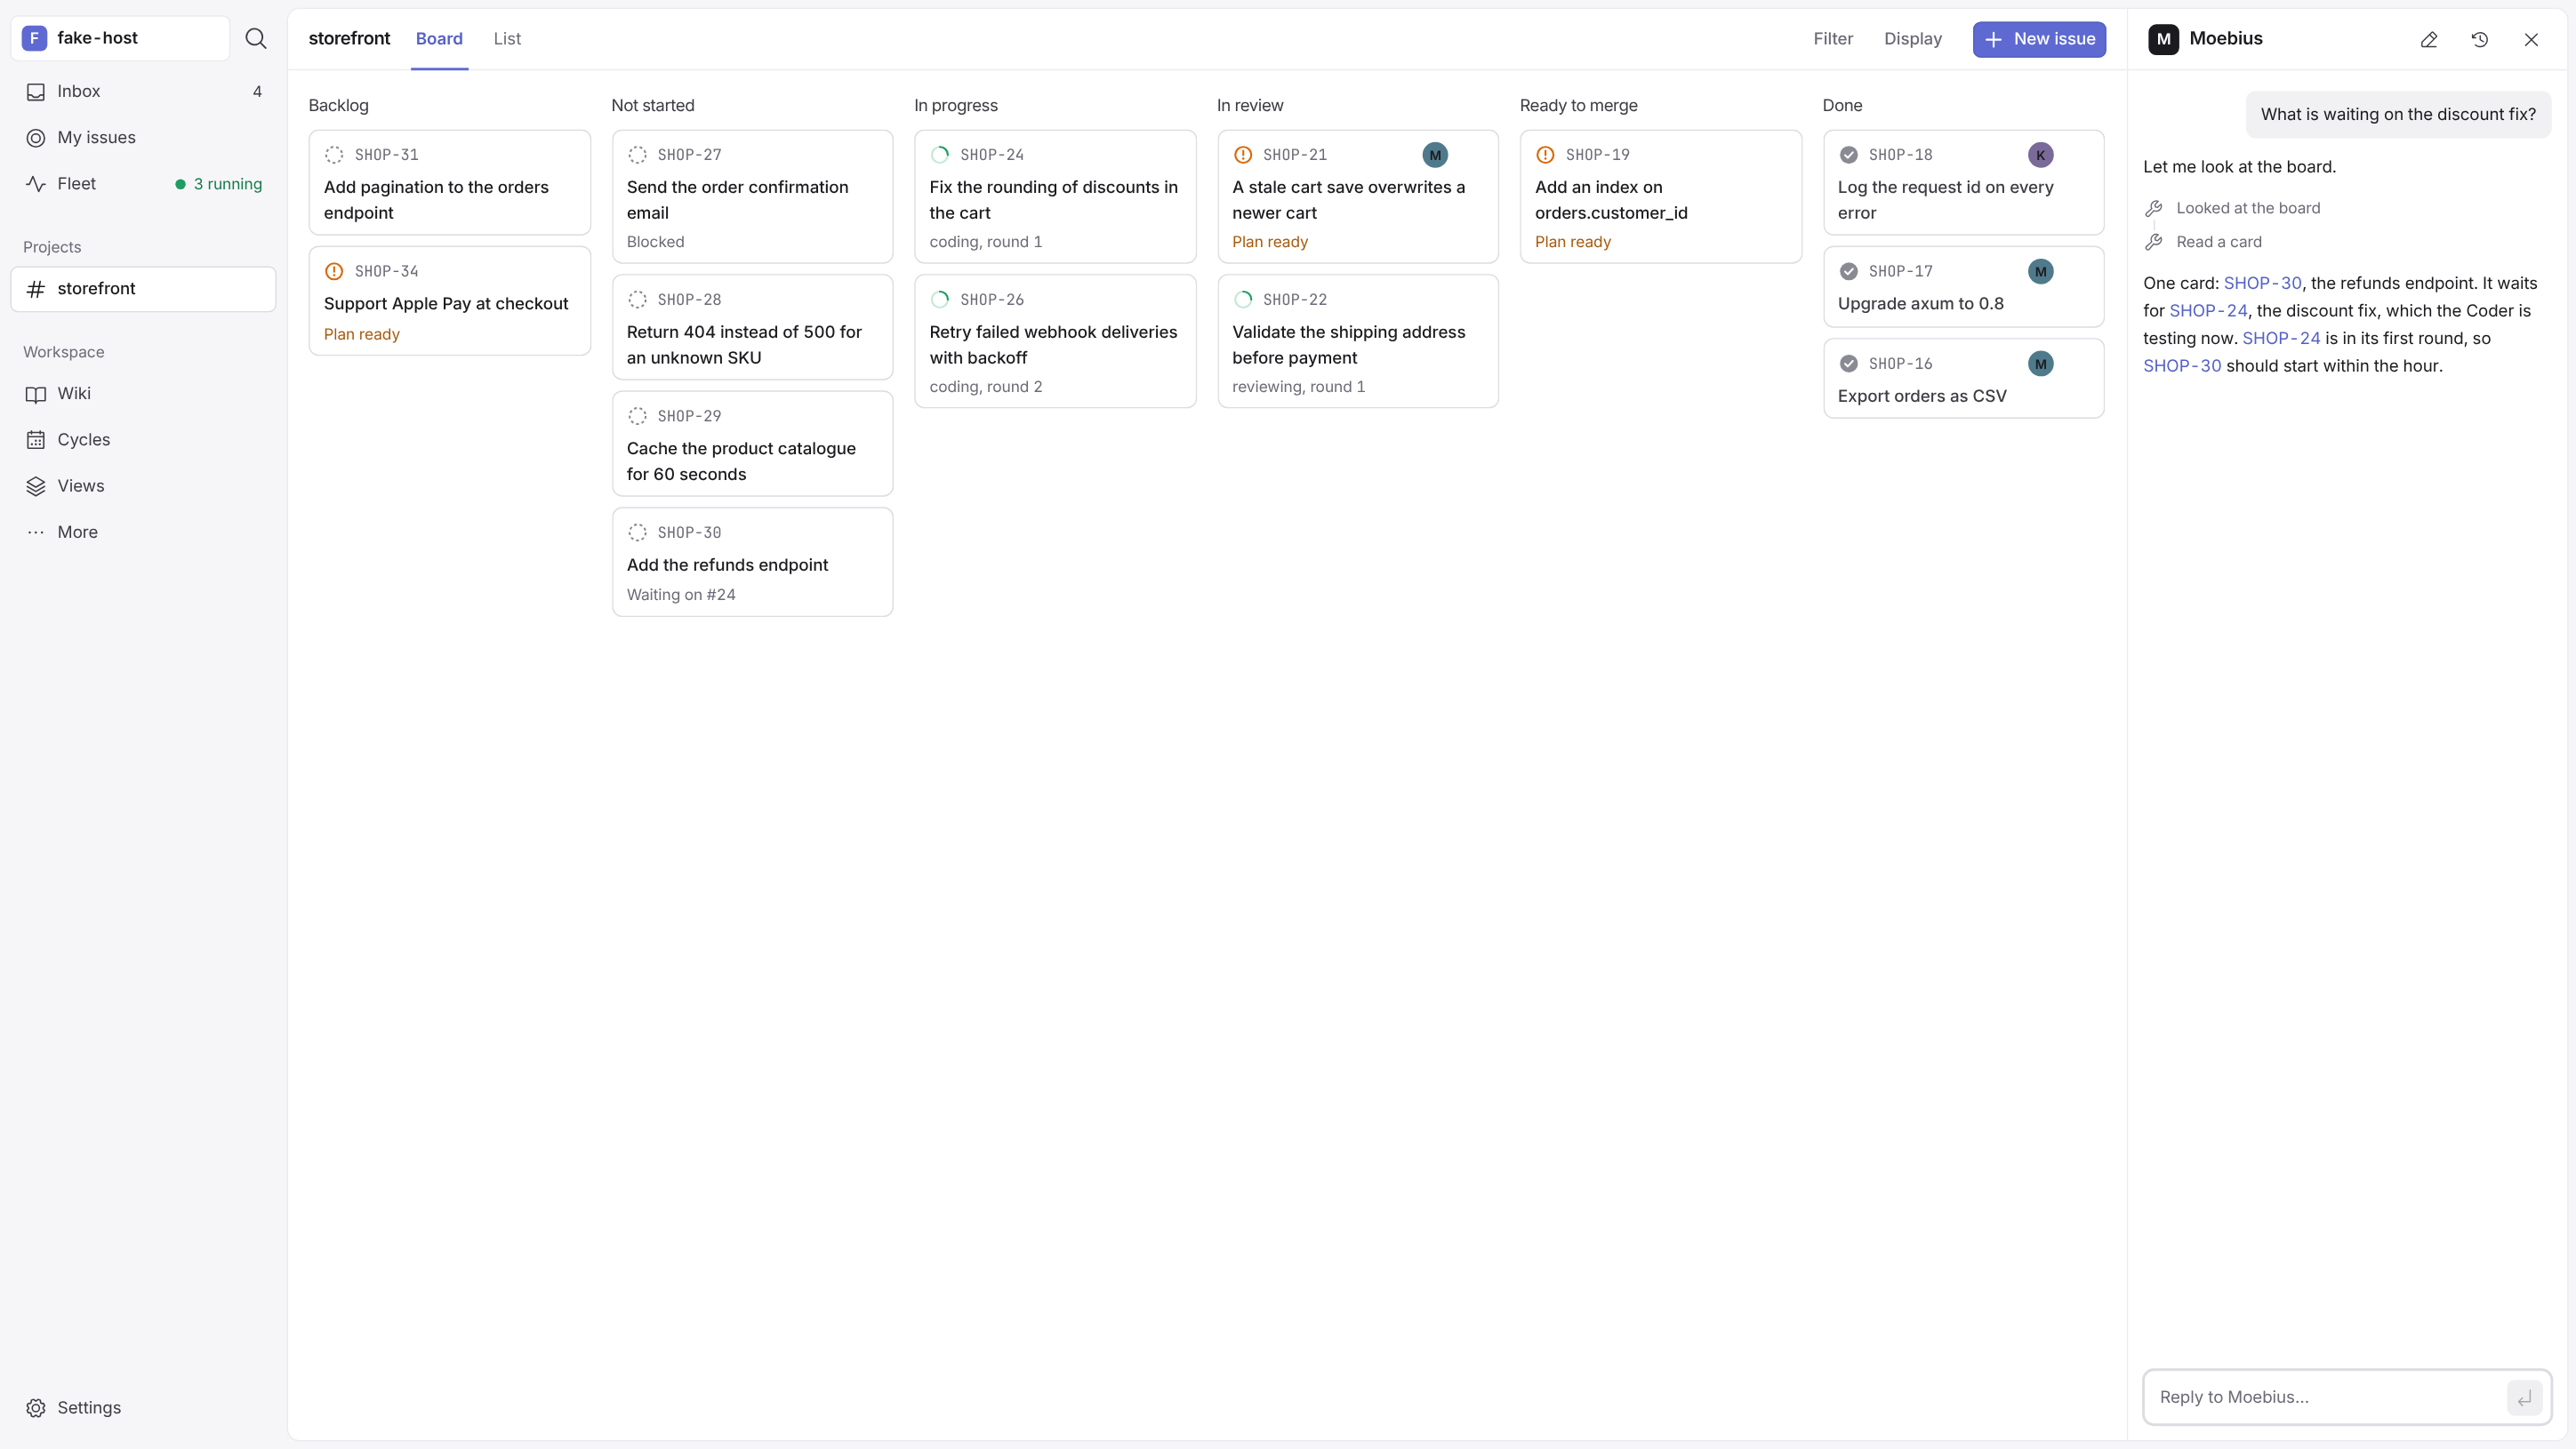 F fake-host
Inbox 4
My issues
Fleet 3 running
Projects
storefront
Workspace
Wiki
Cycles
Views
More
Settings
storefront Board List Filter Display New issue
Backlog
SHOP-31
Add pagination to the orders
endpoint
SHOP-34
Support Apple Pay at checkout
Plan ready
Not started
SHOP-27
Send the order confirmation
email
Blocked
SHOP-28
Return 404 instead of 500 for
an unknown SKU
SHOP-29
Cache the product catalogue
for 60 seconds
SHOP-30
Add the refunds endpoint
Waiting on #24
In progress
SHOP-24
Fix the rounding of discounts in
the cart
coding, round 1
SHOP-26
Retry failed webhook deliveries
with backoff
coding, round 2
In review
SHOP-21 M
A stale cart save overwrites a
newer cart
Plan ready
SHOP-22
Validate the shipping address
before payment
reviewing, round 1
Ready to merge
SHOP-19
Add an index on
orders.customer_id
Plan ready
Done
SHOP-18 K
Log the request id on every
error
SHOP-17 M
Upgrade axum to 0.8
SHOP-16 M
Export orders as CSV
M Moebius
What is waiting on the discount fix?
Let me look at the board.
Looked at the board
Read a card
One card: SHOP-30, the refunds endpoint. It waits
for SHOP-24, the discount fix, which the Coder is
testing now. SHOP-24 is in its first round, so
SHOP-30 should start within the hour.
Reply to Moebius...